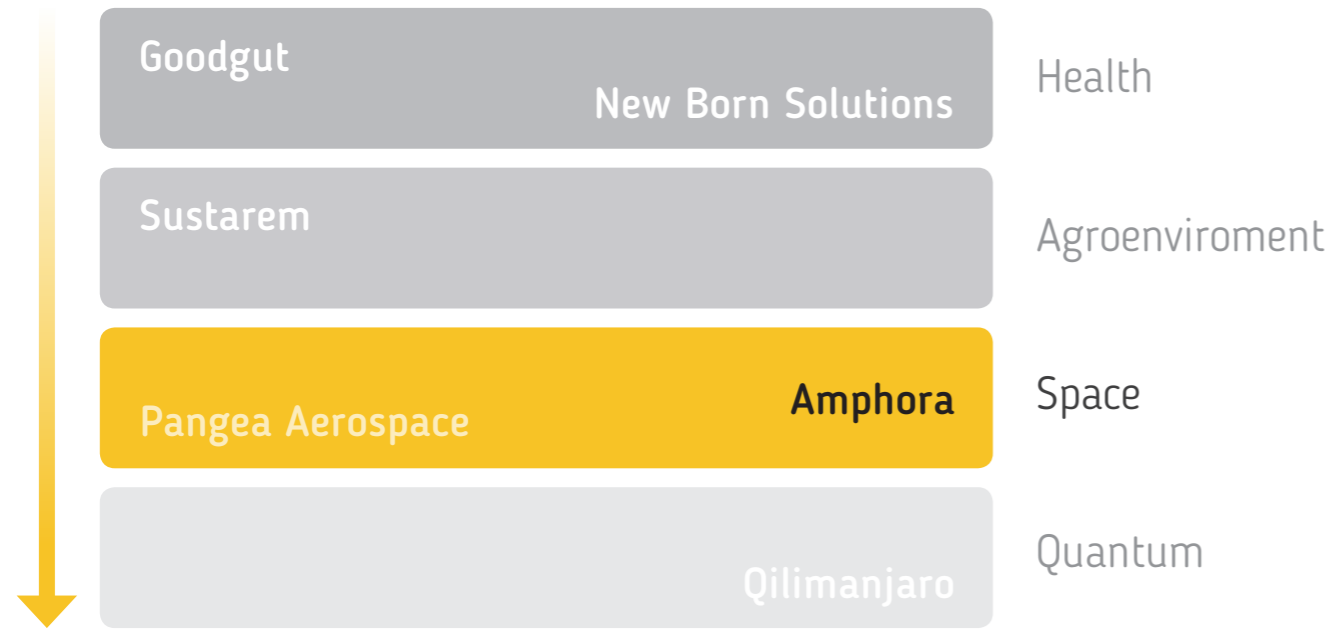 Goodgut
New Born Solutions
Health
Sustarem
Agroenviroment
Pangea Aerospace
Amphora
Space
Qilimanjaro
Quantum